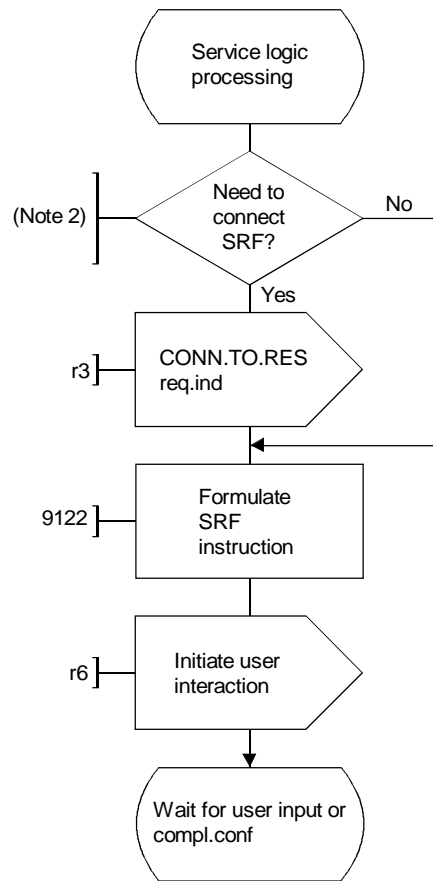 Service logic
processing
(Note 2)
Need to
connect
SRF?
No
Yes
r3
CONN.TO.RES
req.ind
9122
Formulate
SRF
instruction
r6
Initiate user
interaction
Wait for user input or
compl.conf